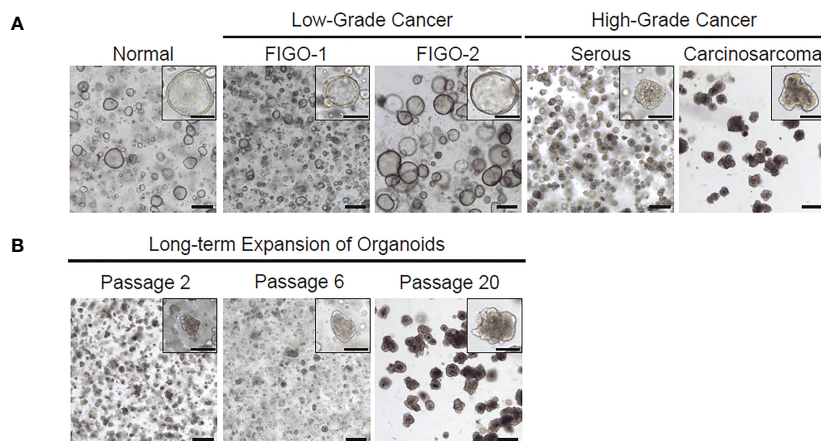 A
Low-Grade Cancer
High-Grade Cancer
Normal
FIGO-1
FIGO-2
Serous
Carcinosarcoma
B
Long-term Expansion of Organoids
Passage 2
Passage 6
Passage 20